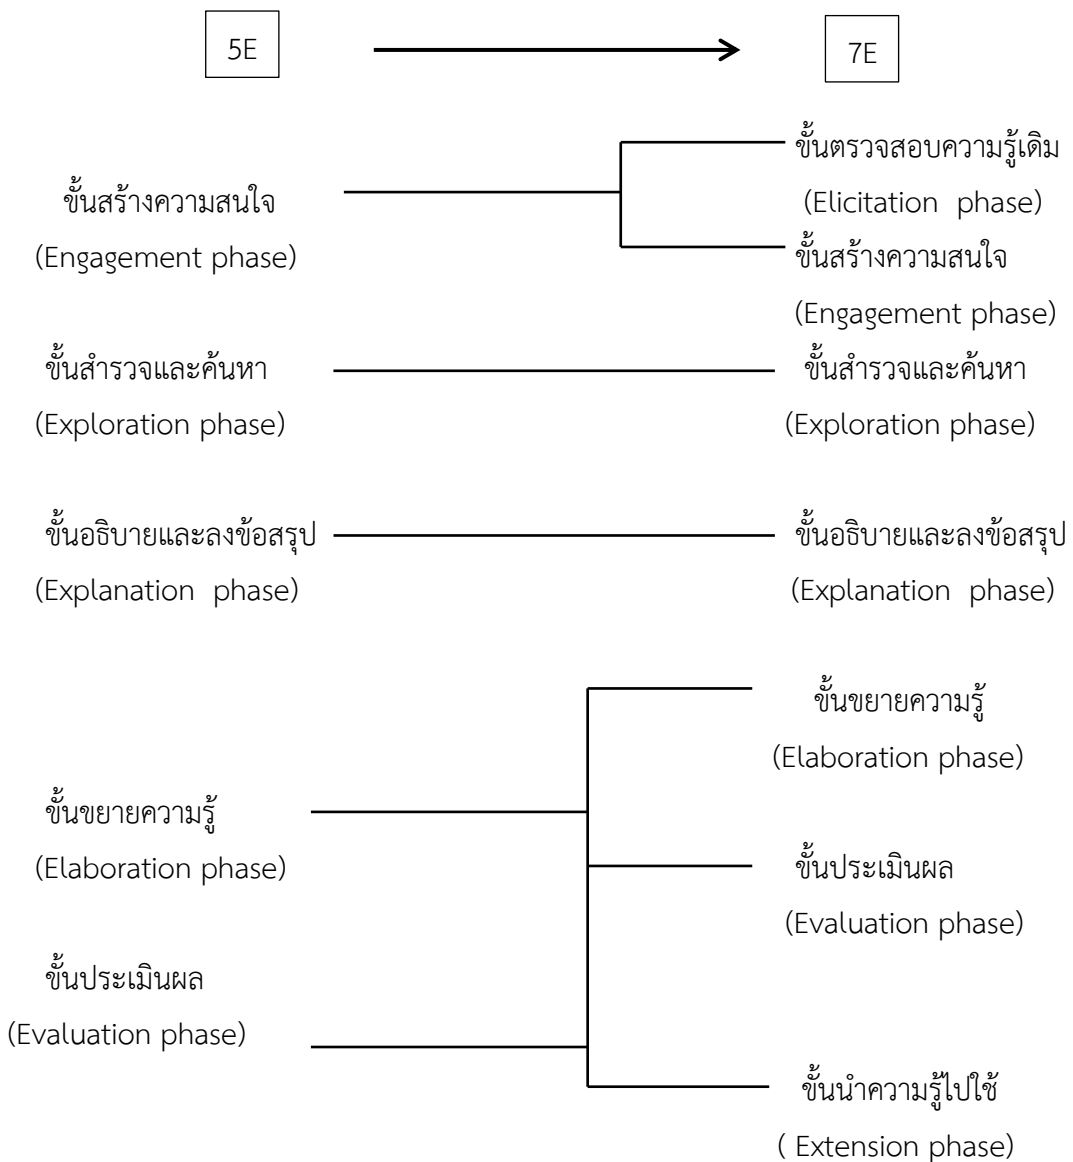 5E
7E
ขั้นสร้างความสนใจ
(Engagement phase)
ขั้นตรวจสอบความรู้เดิม
(Elicitation phase)
ขั้นสร้างความสนใจ
(Engagement phase)
ขั้นสำรวจและค้นหา
(Exploration phase)
ขั้นสำรวจและค้นหา
(Exploration phase)
ขั้นอธิบายและลงข้อสรุป
(Explanation phase)
ขั้นอธิบายและลงข้อสรุป
(Explanation phase)
ขั้นขยายความรู้
(Elaboration phase)
ขั้นประเมินผล
(Evaluation phase)
ขั้นขยายความรู้
(Elaboration phase)
ขั้นประเมินผล
(Evaluation phase)
ขั้นนำความรู้ไปใช้
( Extension phase)